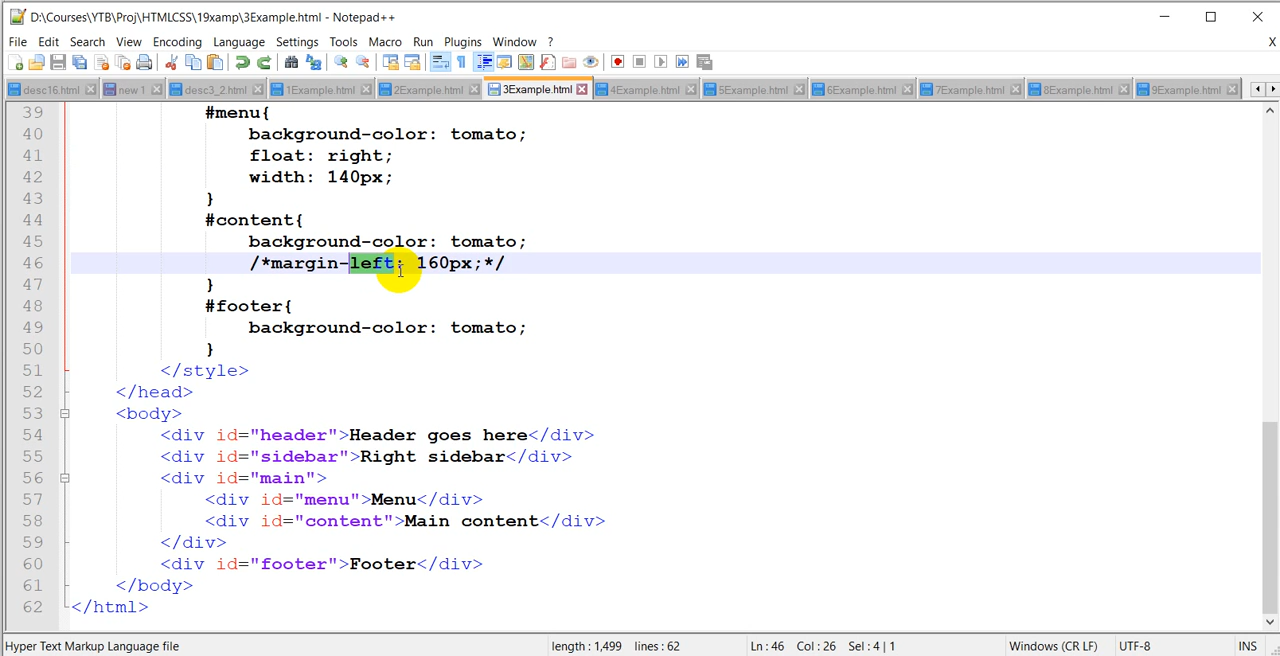 D:\Courses\YTB\Proj\HTMLCSS\19xamp\3Example.html - Notepad++
File Edit Search View Encoding Language Settings Tools Macro Run Plugins Window ? X
desc16.html new 1 desc3_2.html 1Example.html 2Example.html 3Example.html 4Example.html 5Example.html 6Example.html 7Example.html 8Example.html 9Example.html
39 #menu{
40 background-color: tomato;
41 float: right;
42 width: 140px;
43 }
44 #content{
45 background-color: tomato;
46 /*margin-left: 160px;*/
47 }
48 #footer{
49 background-color: tomato;
50 }
51 </style>
52 </head>
53 <body>
54 <div id="header">Header goes here</div>
55 <div id="sidebar">Right sidebar</div>
56 <div id="main">
57 <div id="menu">Menu</div>
58 <div id="content">Main content</div>
59 </div>
60 <div id="footer">Footer</div>
61 </body>
62 </html>
Hyper Text Markup Language file length : 1,499 lines : 62 Ln : 46 Col : 26 Sel : 4 | 1 Windows (CR LF) UTF-8 INS